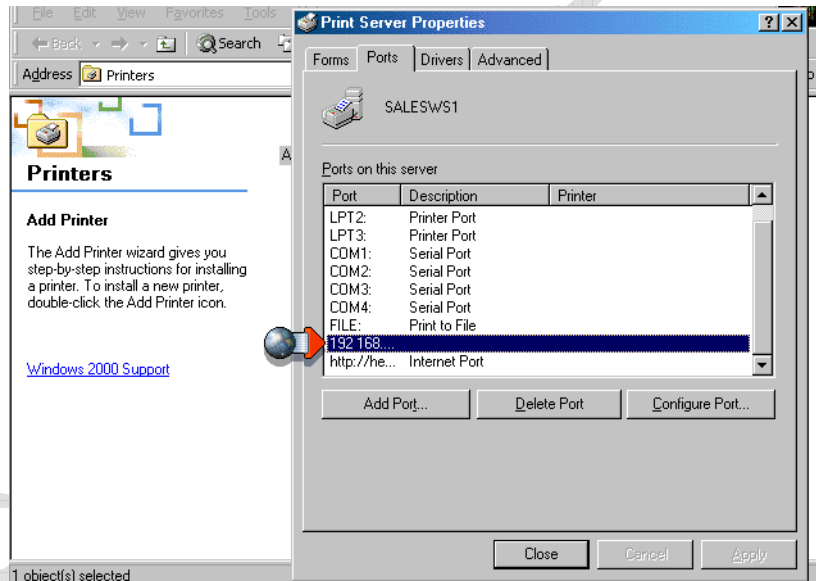 File Edit View Favorites Tools
Back Search
Address Printers
Printers
Add Printer
The Add Printer wizard gives you
step-by-step instructions for installing
a printer. To install a new printer,
double-click the Add Printer icon.
Windows 2000 Support
1 object(s) selected
Print Server Properties
Forms Ports Drivers Advanced
SALESWS1
Ports on this server
Port Description Printer
LPT2: Printer Port
LPT3: Printer Port
COM1: Serial Port
COM2: Serial Port
COM3: Serial Port
COM4: Serial Port
FILE: Print to File
192 168....
http://he... Internet Port
Add Port... Delete Port Configure Port...
Close Cancel Apply